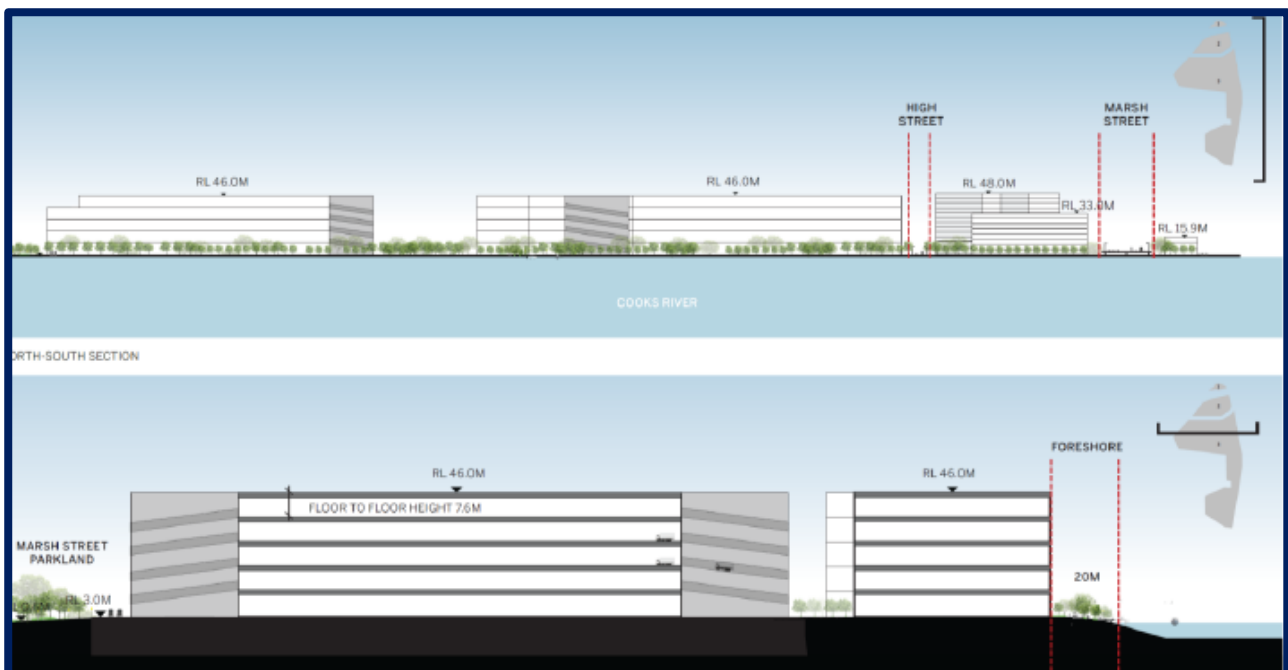 HIGH
STREET
MARSH
STREET
RL 46.0M
RL 46.0M
RL 48.0M
RL 33.0M
RL 15.9M
COOKS RIVER
ORTH-SOUTH SECTION
FORESHORE
RL 46.0M
RL 46.0M
FLOOR TO FLOOR HEIGHT 7.6M
MARSH STREET
PARKLAND
20M
RL 3.0M